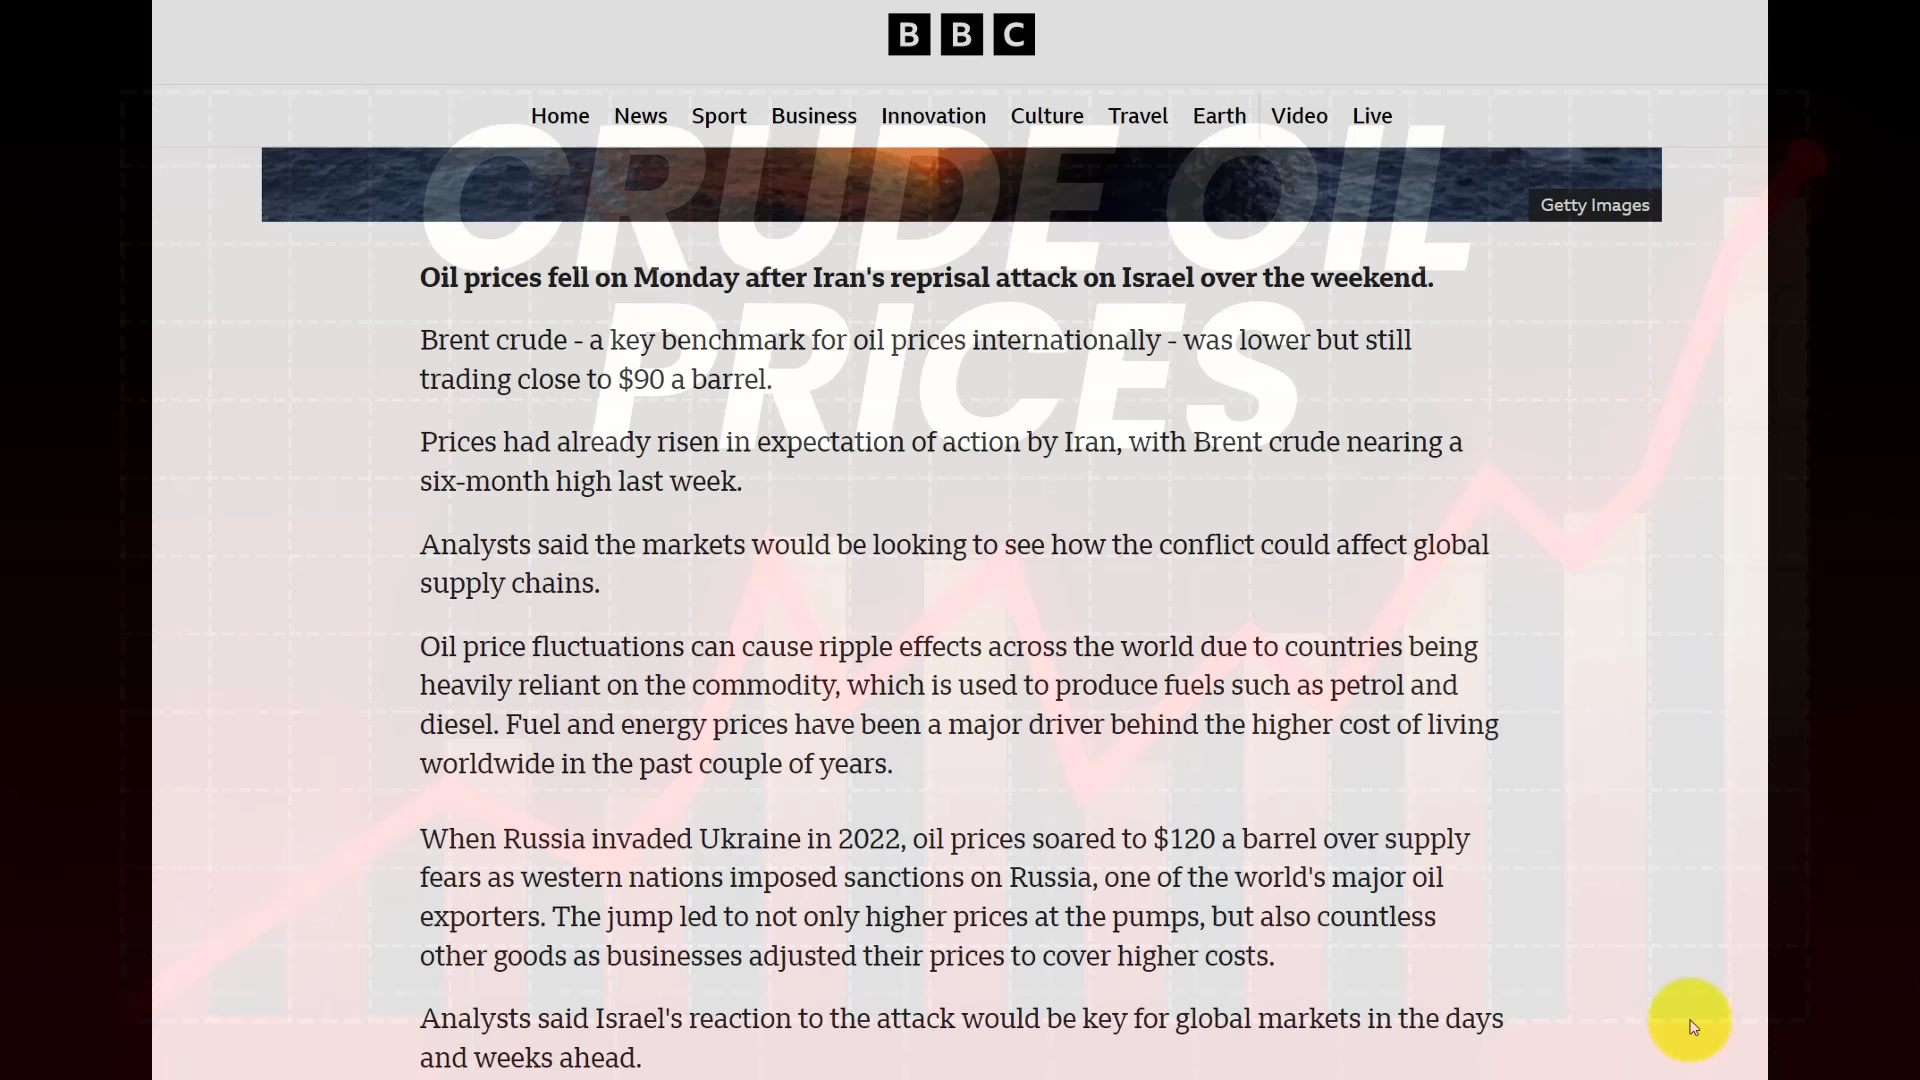 B B C
Home News Sport Business Innovation Culture Travel Earth Video Live
CRUDE OIL
PRICES
Getty Images
Oil prices fell on Monday after Iran's reprisal attack on Israel over the weekend.
Brent crude - a key benchmark for oil prices internationally - was lower but still
trading close to $90 a barrel.
Prices had already risen in expectation of action by Iran, with Brent crude nearing a
six-month high last week.
Analysts said the markets would be looking to see how the conflict could affect global
supply chains.
Oil price fluctuations can cause ripple effects across the world due to countries being
heavily reliant on the commodity, which is used to produce fuels such as petrol and
diesel. Fuel and energy prices have been a major driver behind the higher cost of living
worldwide in the past couple of years.
When Russia invaded Ukraine in 2022, oil prices soared to $120 a barrel over supply
fears as western nations imposed sanctions on Russia, one of the world's major oil
exporters. The jump led to not only higher prices at the pumps, but also countless
other goods as businesses adjusted their prices to cover higher costs.
Analysts said Israel's reaction to the attack would be key for global markets in the days
and weeks ahead.